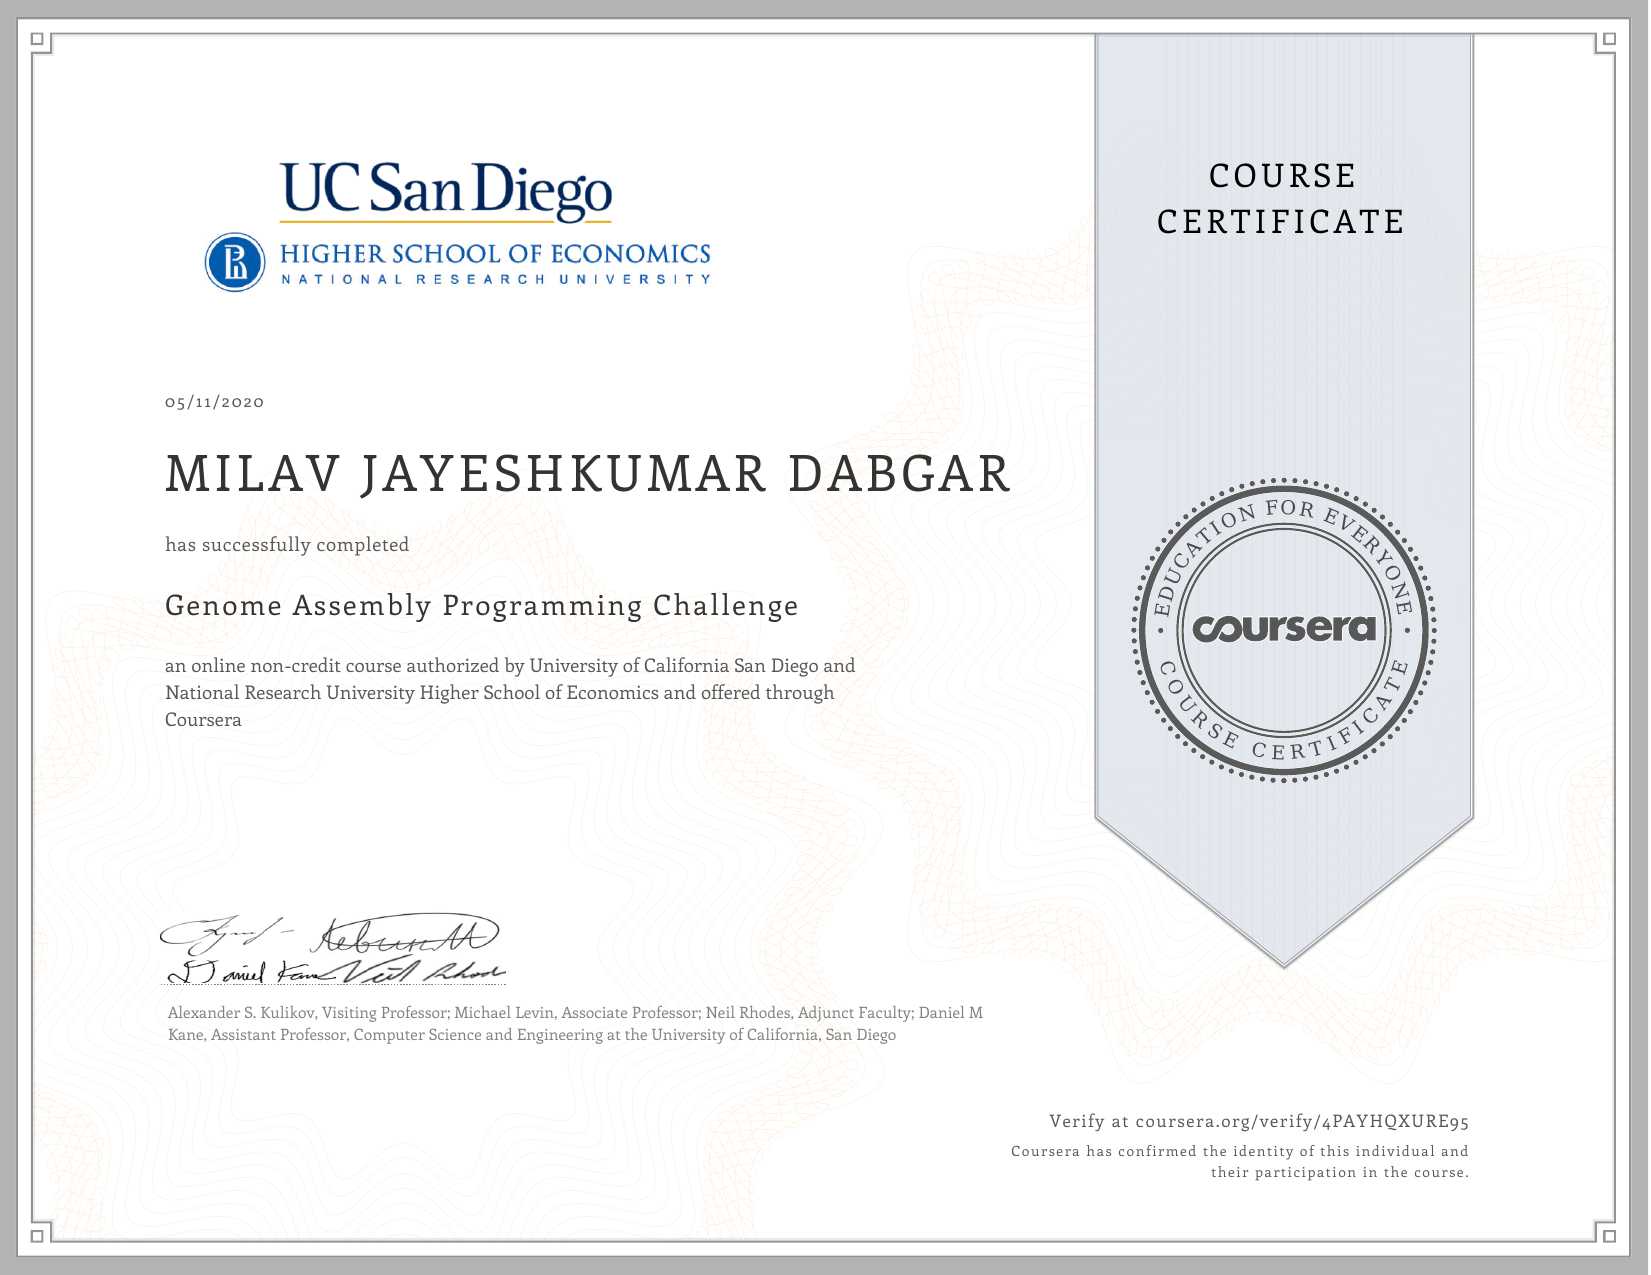 UC San Diego
HIGHER SCHOOL OF ECONOMICS
NATIONAL RESEARCH UNIVERSITY
COURSE
CERTIFICATE
05/11/2020
MILAV JAYESHKUMAR DABGAR
has successfully completed
Genome Assembly Programming Challenge
an online non-credit course authorized by University of California San Diego and
National Research University Higher School of Economics and offered through
Coursera
EDUCATION FOR EVERYONE
coursera
COURSE CERTIFICATE
Daniel Kane Neil Rhodes
Alexander S. Kulikov, Visiting Professor; Michael Levin, Associate Professor; Neil Rhodes, Adjunct Faculty; Daniel M
Kane, Assistant Professor, Computer Science and Engineering at the University of California, San Diego
Verify at coursera.org/verify/4PAYHQXURE95
Coursera has confirmed the identity of this individual and
their participation in the course.